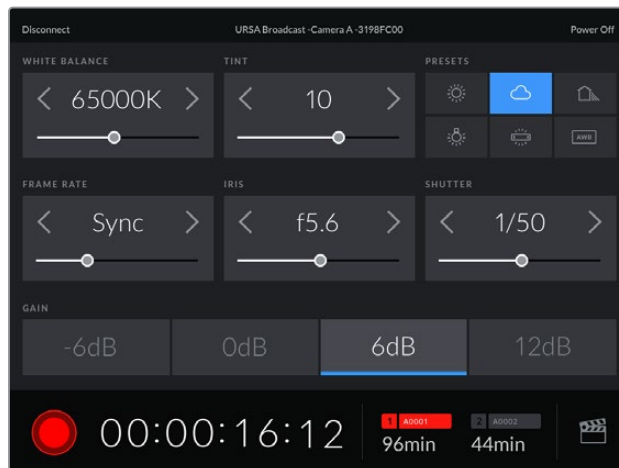 Disconnect URSA Broadcast -Camera A -3198FC00 Power Off
WHITE BALANCE TINT PRESETS
65000K 10
AWB
FRAME RATE IRIS SHUTTER
Sync f5.6 1/50
GAIN
-6dB 0dB 6dB 12dB
00:00:16:12 1 A0001 2 A0002
96min 44min